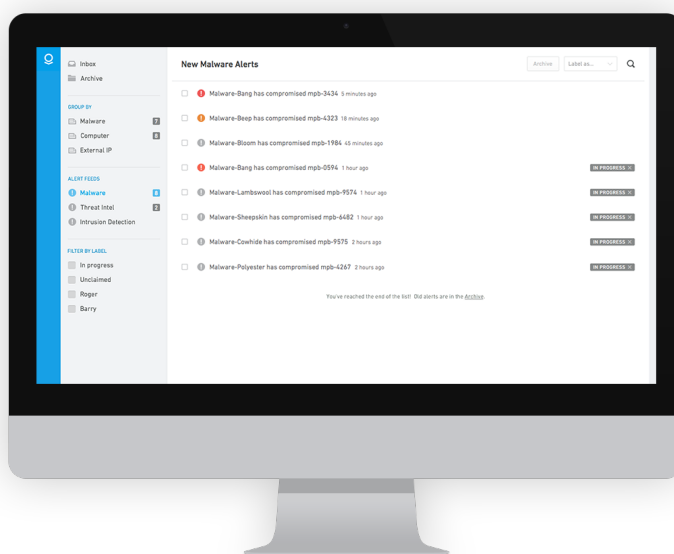 Inbox
Archive
GROUP BY
Malware 7
Computer 8
External IP
ALERT FEEDS
Malware 8
Threat Intel 2
Intrusion Detection
FILTER BY LABEL
In progress
Unclaimed
Roger
Barry
New Malware Alerts
Archive
Label as...
Malware-Bang has compromised mpb-3434 5 minutes ago
Malware-Beep has compromised mpb-4323 18 minutes ago
Malware-Bloom has compromised mpb-1984 45 minutes ago
Malware-Bang has compromised mpb-0594 1 hour ago IN PROGRESS ×
Malware-Lambswool has compromised mpb-9574 1 hour ago IN PROGRESS ×
Malware-Sheepskin has compromised mpb-6482 1 hour ago IN PROGRESS ×
Malware-Cowhide has compromised mpb-9575 2 hours ago IN PROGRESS ×
Malware-Polyester has compromised mpb-4267 2 hours ago IN PROGRESS ×
You've reached the end of the list! Old alerts are in the Archive.